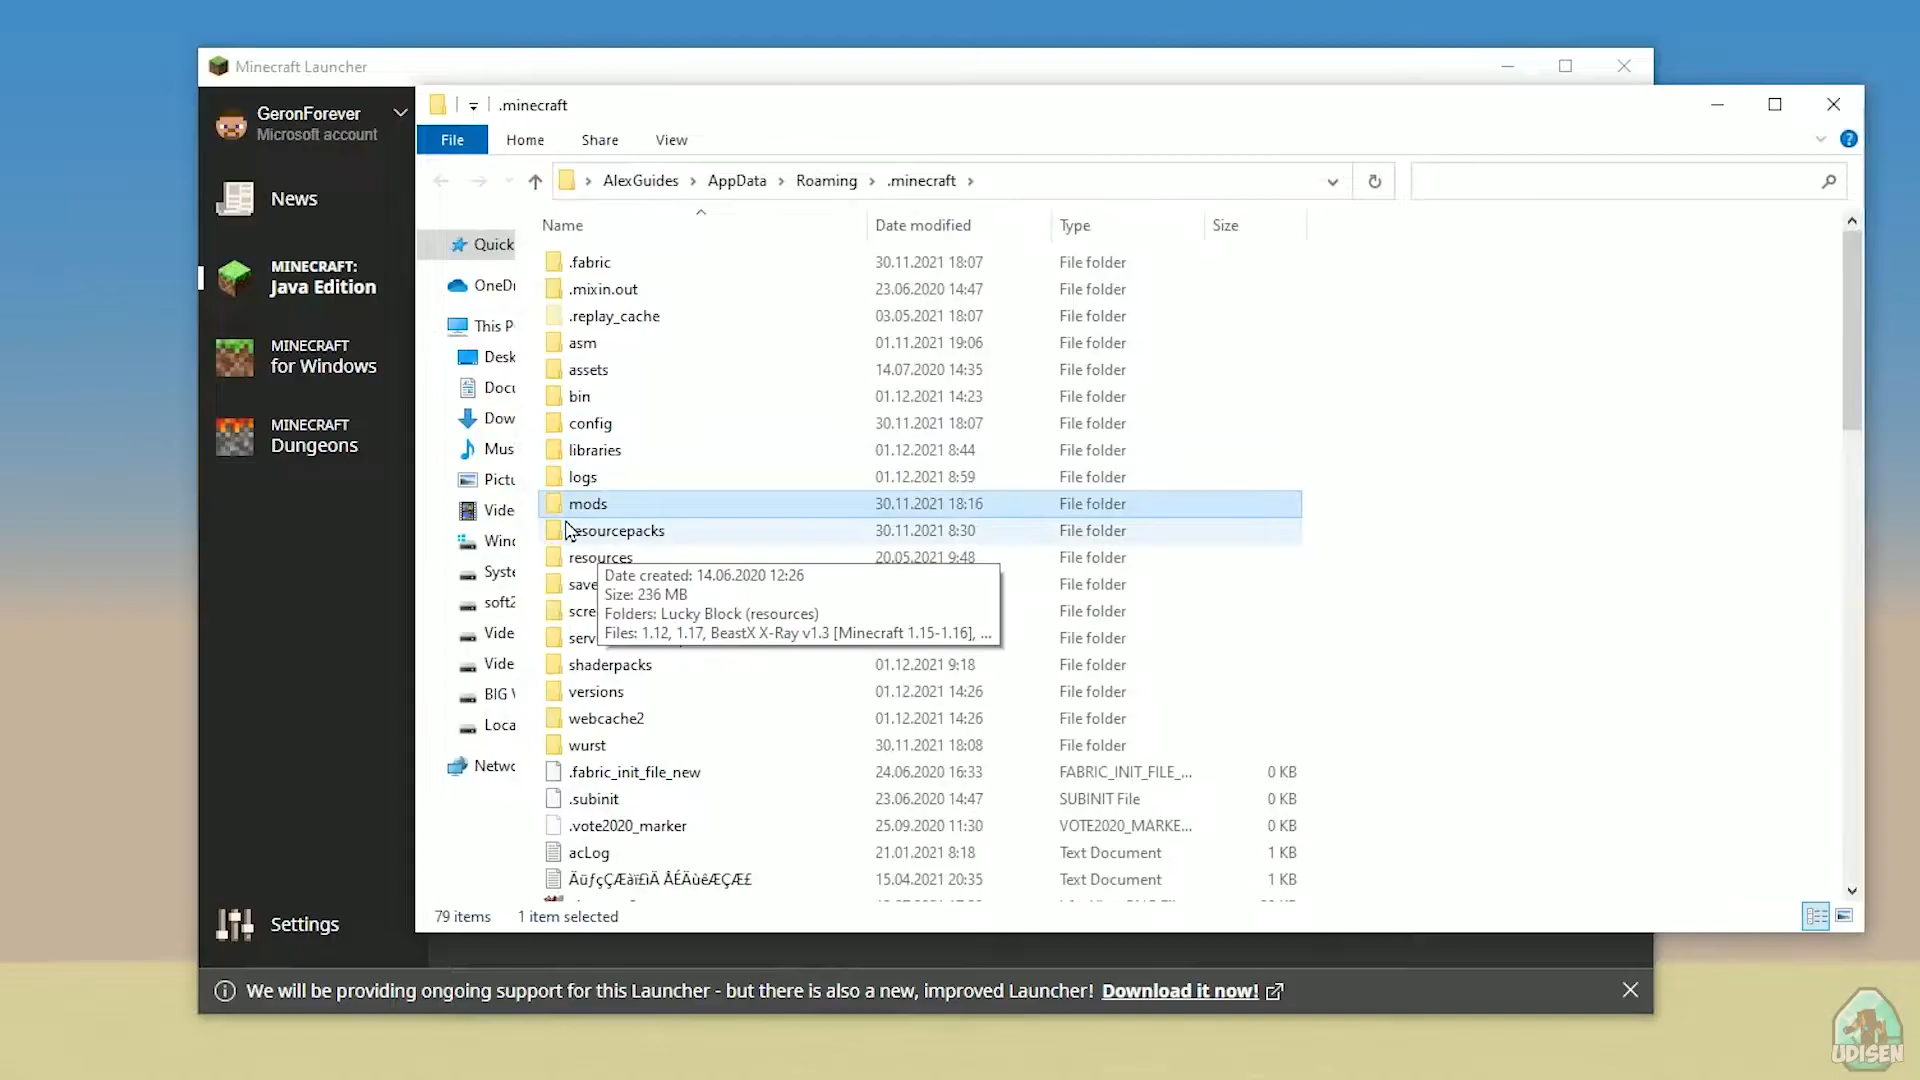 Minecraft Launcher
GeronForever
Microsoft account
News
MINECRAFT:
Java Edition
MINECRAFT
for Windows
MINECRAFT
Dungeons
Settings
.minecraft
File Home Share View
AlexGuides > AppData > Roaming > .minecraft >
Quick
OneDr
This P
Desk
Docu
Dow
Mus
Pictu
Vide
Wind
Syste
soft2
Vide
Vide
BIG V
Loca
Netwo
Name Date modified Type Size
.fabric 30.11.2021 18:07 File folder
.mixin.out 23.06.2020 14:47 File folder
.replay_cache 03.05.2021 18:07 File folder
asm 01.11.2021 19:06 File folder
assets 14.07.2020 14:35 File folder
bin 01.12.2021 14:23 File folder
config 30.11.2021 18:07 File folder
libraries 01.12.2021 8:44 File folder
logs 01.12.2021 8:59 File folder
mods 30.11.2021 18:16 File folder
resourcepacks 30.11.2021 8:30 File folder
resources 20.05.2021 9:48 File folder
save File folder
scre File folder
serv File folder
Date created: 14.06.2020 12:26
Size: 236 MB
Folders: Lucky Block (resources)
Files: 1.12, 1.17, BeastX X-Ray v1.3 [Minecraft 1.15-1.16], ...
shaderpacks 01.12.2021 9:18 File folder
versions 01.12.2021 14:26 File folder
webcache2 01.12.2021 14:26 File folder
wurst 30.11.2021 18:08 File folder
.fabric_init_file_new 24.06.2020 16:33 FABRIC_INIT_FILE_... 0 KB
.subinit 23.06.2020 14:47 SUBINIT File 0 KB
.vote2020_marker 25.09.2020 11:30 VOTE2020_MARKE... 0 KB
acLog 21.01.2021 8:18 Text Document 1 KB
15.04.2021 20:35 Text Document 1 KB
79 items 1 item selected
We will be providing ongoing support for this Launcher - but there is also a new, improved Launcher! Download it now!
UDISEN